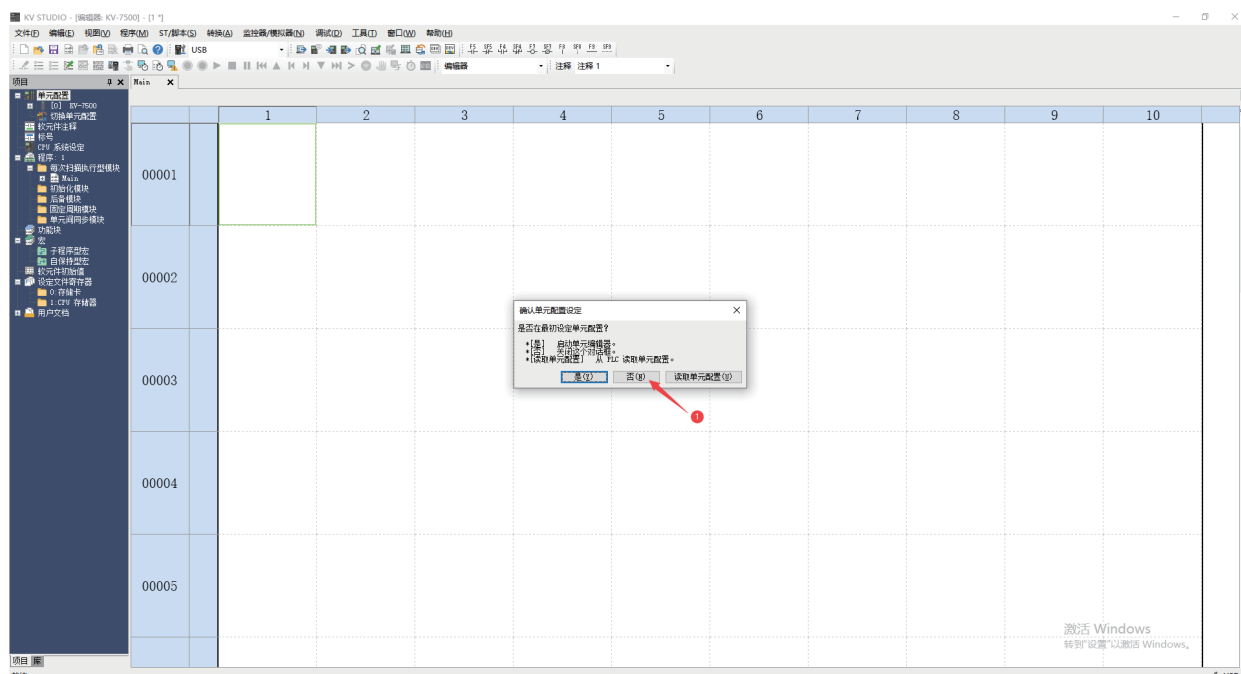 KV STUDIO - [编辑器: KV-7500] - [1 *]
文件(F) 编辑(E) 视图(V) 程序(M) ST/脚本(S) 转换(A) 监控器/模拟器(N) 调试(D) 工具(T) 窗口(W) 帮助(H)
USB
编辑器 注释 注释 1
项目
Main
单元配置
[0] KV-7500
切换单元配置
软元件注释
标号
CPU 系统设定
程序: 1
每次扫描执行型模块
Main
初始化模块
后备模块
固定周期模块
单元间同步模块
功能块
宏
子程序型宏
自保持型宏
软元件初始值
设定文件寄存器
0:存储卡
1:CPU 存储器
用户文档
1 2 3 4 5 6 7 8 9 10
00001
00002
00003
00004
00005
确认单元配置设定
是否在最初设定单元配置?
*[是] 启动单元编辑器。
*[否] 关闭这个对话框。
*[读取单元配置] 从 PLC 读取单元配置。
是(Y) 否(N) 读取单元配置(U)
1
激活 Windows
转到"设置"以激活 Windows。
项目 库